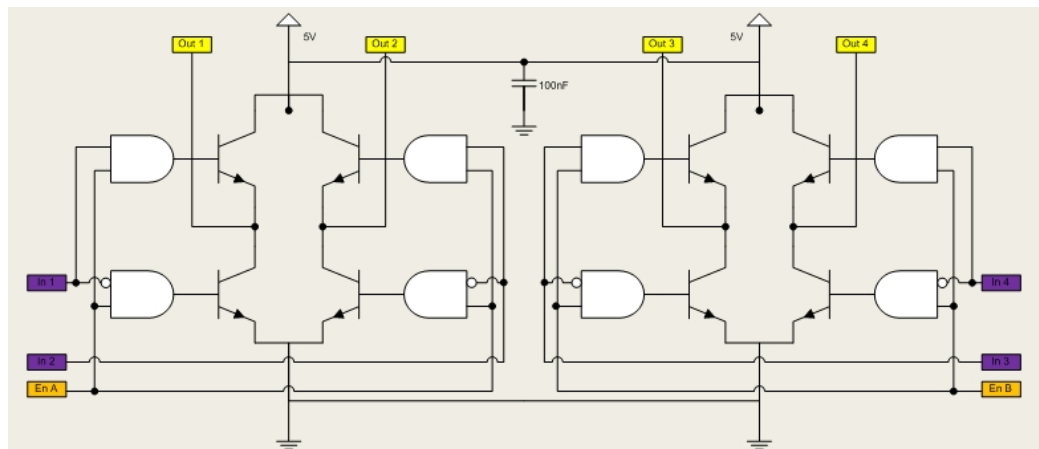 5V
5V
Out 1
Out 2
Out 3
Out 4
100nF
In 1
In 4
In 2
In 3
En A
En B